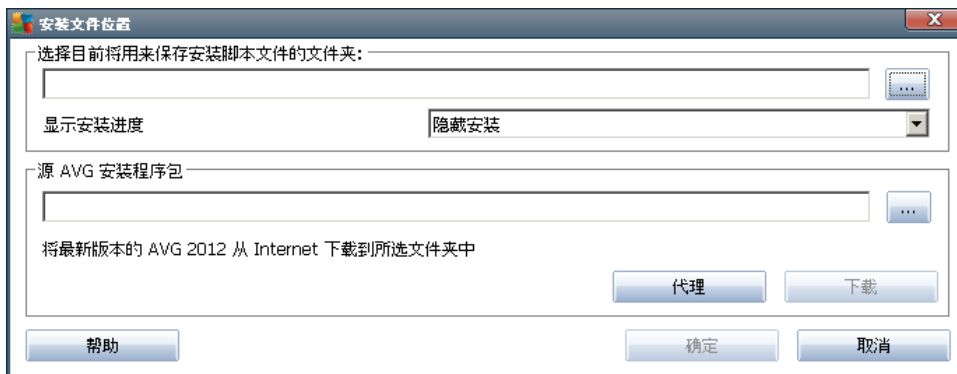 安装文件位置
选择目前将用来保存安装脚本文件的文件夹:
...
显示安装进度 隐藏安装
源 AVG 安装程序包
...
将最新版本的 AVG 2012 从 Internet 下载到所选文件夹中
代理 下载
帮助 确定 取消